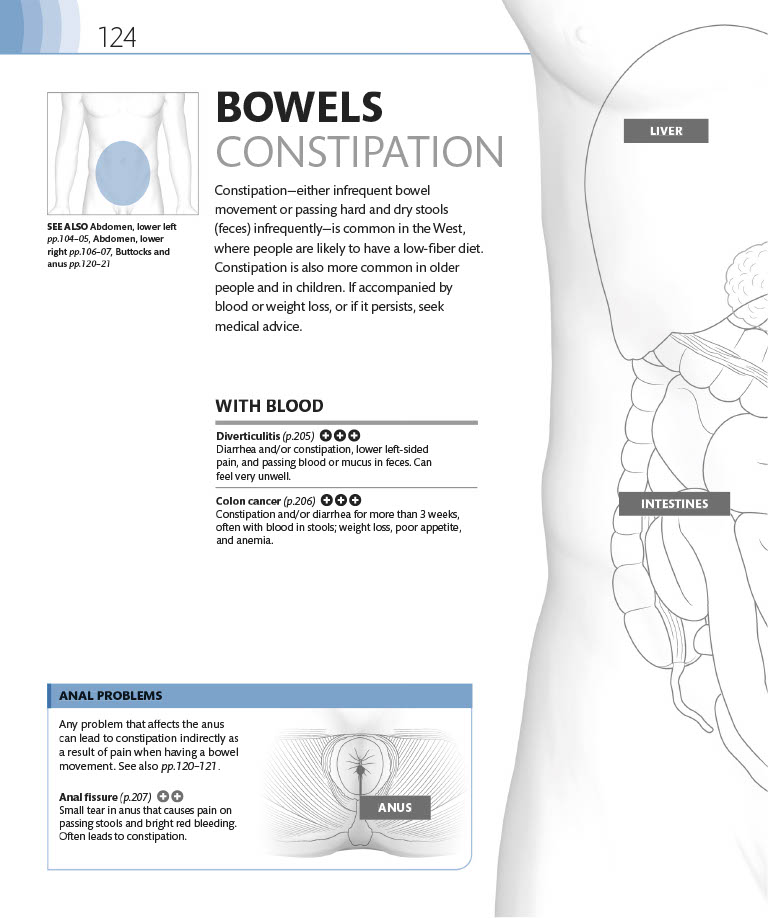 124
BOWELS
CONSTIPATION
Constipation—either infrequent bowel
movement or passing hard and dry stools
(feces) infrequently—is common in the West,
where people are likely to have a low-fiber diet.
Constipation is also more common in older
people and in children. If accompanied by
blood or weight loss, or if it persists, seek
medical advice.
SEE ALSO Abdomen, lower left
pp.104–05, Abdomen, lower
right pp.106–07, Buttocks and
anus pp.120–21
WITH BLOOD
Diverticulitis (p.205)
Diarrhea and/or constipation, lower left-sided
pain, and passing blood or mucus in feces. Can
feel very unwell.
Colon cancer (p.206)
Constipation and/or diarrhea for more than 3 weeks,
often with blood in stools; weight loss, poor appetite,
and anemia.
LIVER
INTESTINES
ANAL PROBLEMS
Any problem that affects the anus
can lead to constipation indirectly as
a result of pain when having a bowel
movement. See also pp.120–121.
Anal fissure (p.207)
Small tear in anus that causes pain on
passing stools and bright red bleeding.
Often leads to constipation.
ANUS